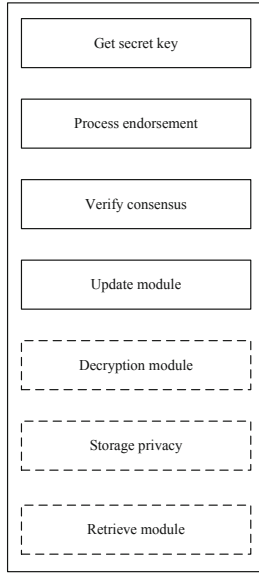 Get secret key
Process endorsement
Verify consensus
Update module
Decryption module
Storage privacy
Retrieve module